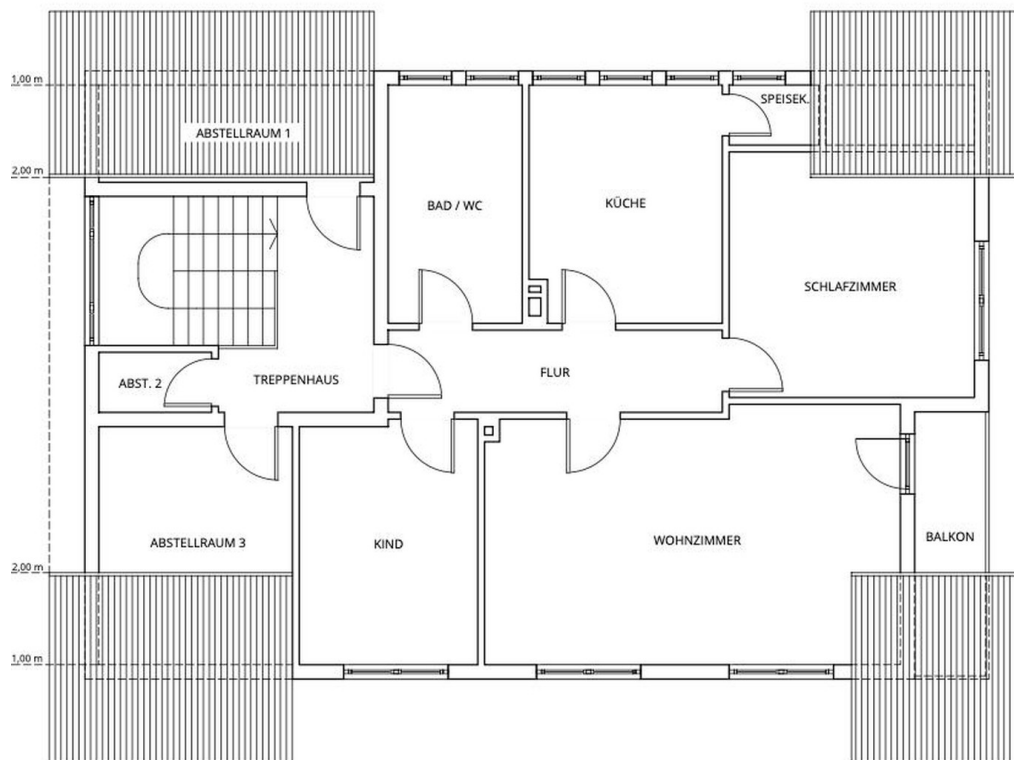 1,00 m
SPEISEK.
ABSTELLRAUM 1
2,00 m
BAD / WC
KÜCHE
SCHLAFZIMMER
FLUR
TREPPENHAUS
ABST. 2
ABSTELLRAUM 3
KIND
WOHNZIMMER
BALKON
2,00 m
1,00 m